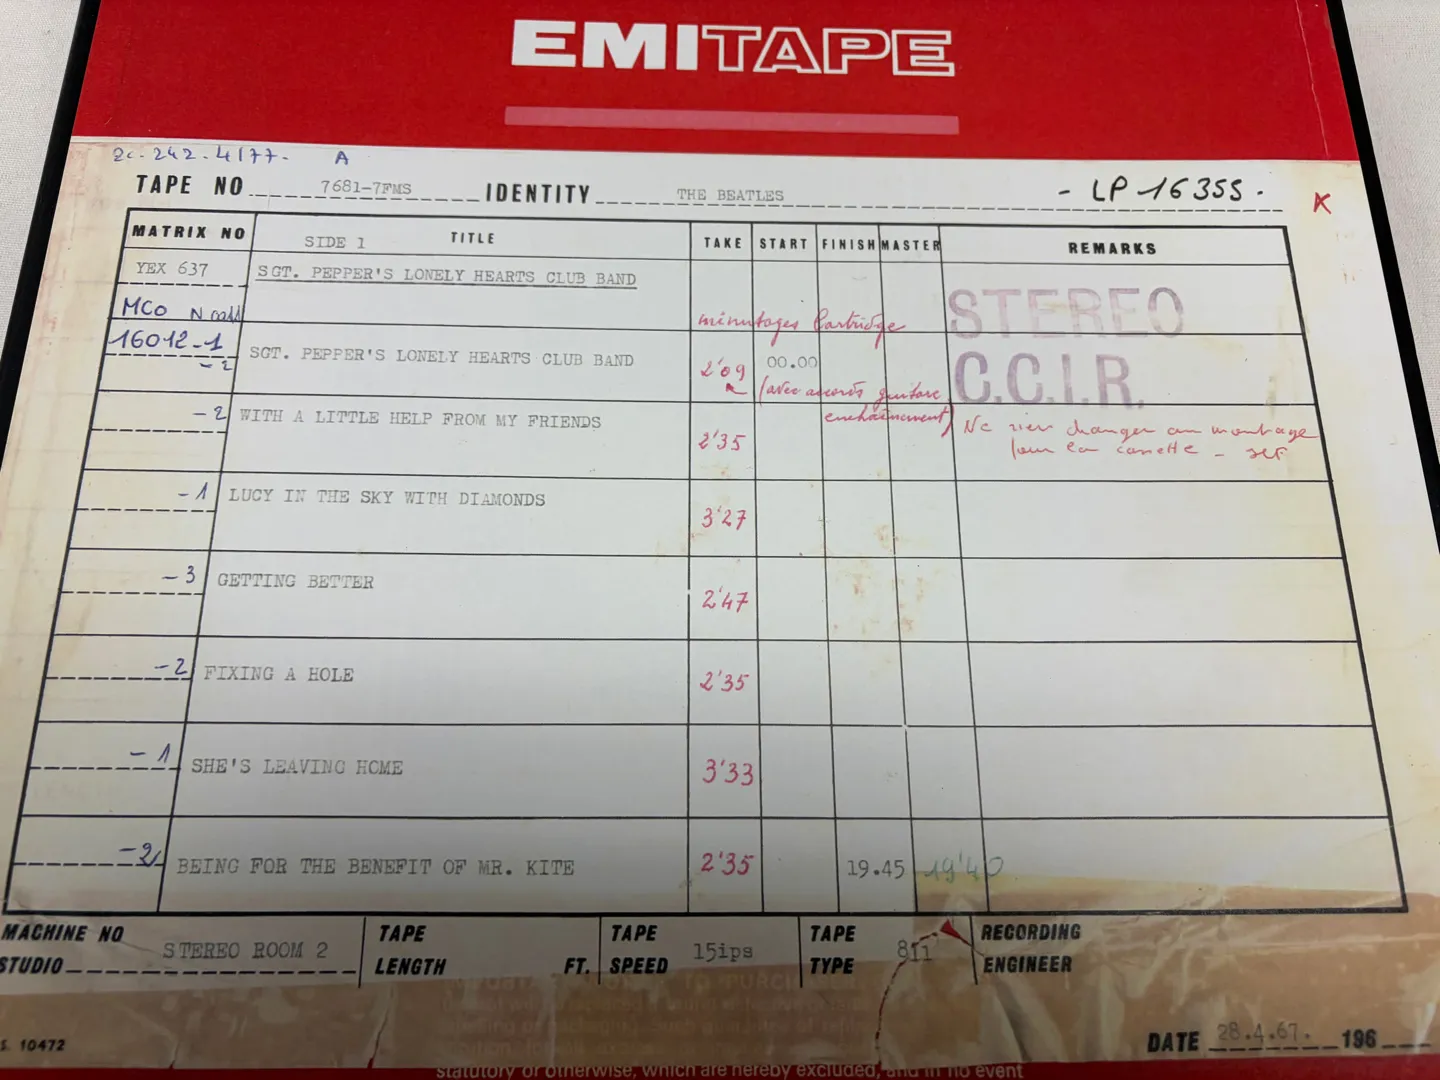 EMITAPE
2c. 242. 4177. A
TAPE NO 7681-7FMS IDENTITY THE BEATLES - LP 16355.
MATRIX NO SIDE 1 TITLE TAKE START FINISH MASTER REMARKS
YEX 637 SGT. PEPPER'S LONELY HEARTS CLUB BAND
STEREO
MCo N
minutages Cartridge
16012-1
-2 SGT. PEPPER'S LONELY HEARTS CLUB BAND 2'09 00.00
C.C.I.R.
(avec accords guitare
enchaînement)
-2 WITH A LITTLE HELP FROM MY FRIENDS 2'35
Ne rien changer au montage
pour la cassette -
-1 LUCY IN THE SKY WITH DIAMONDS 3'27
-3 GETTING BETTER 2'47
-2 FIXING A HOLE 2'35
-1 SHE'S LEAVING HOME 3'33
-2 BEING FOR THE BENEFIT OF MR. KITE 2'35 19.45 19'40
MACHINE NO
STUDIO STEREO ROOM 2
TAPE
LENGTH FT.
TAPE
SPEED 15ips
TAPE
TYPE 811
RECORDING
ENGINEER
S. 10472
DATE 28.4.67. 196
statutory or otherwise, which are hereby excluded, and in no event